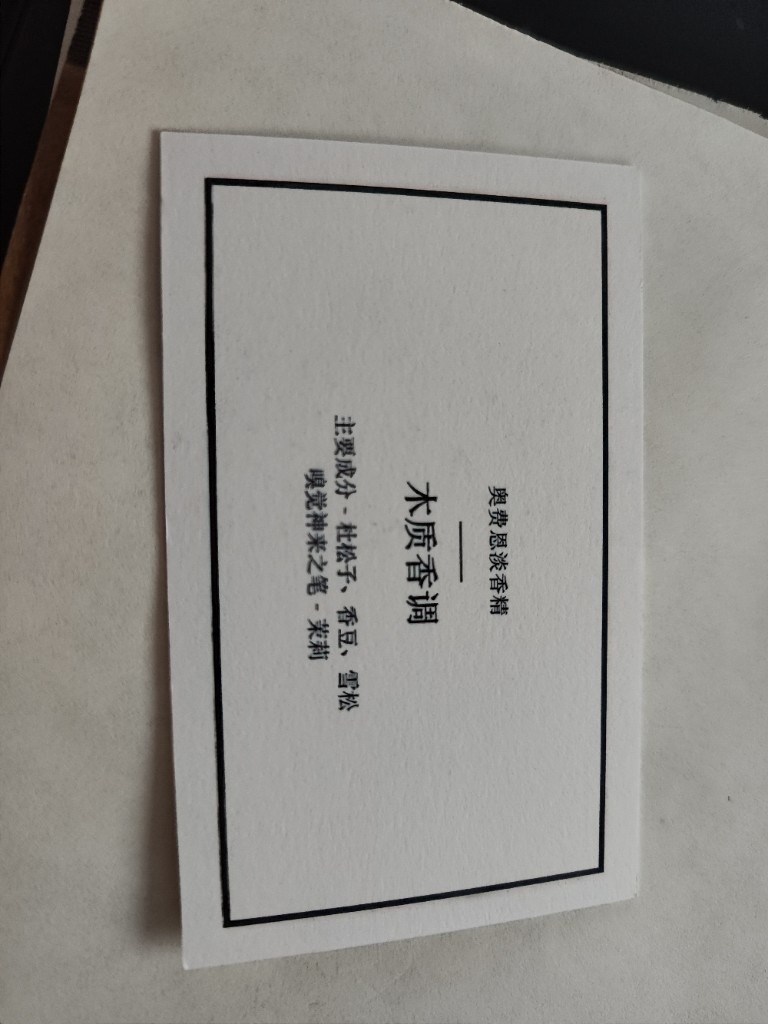 奥费恩淡香精
木质香调
主要成分 - 杜松子、香豆、雪松
嗅觉神来之笔 - 茉莉